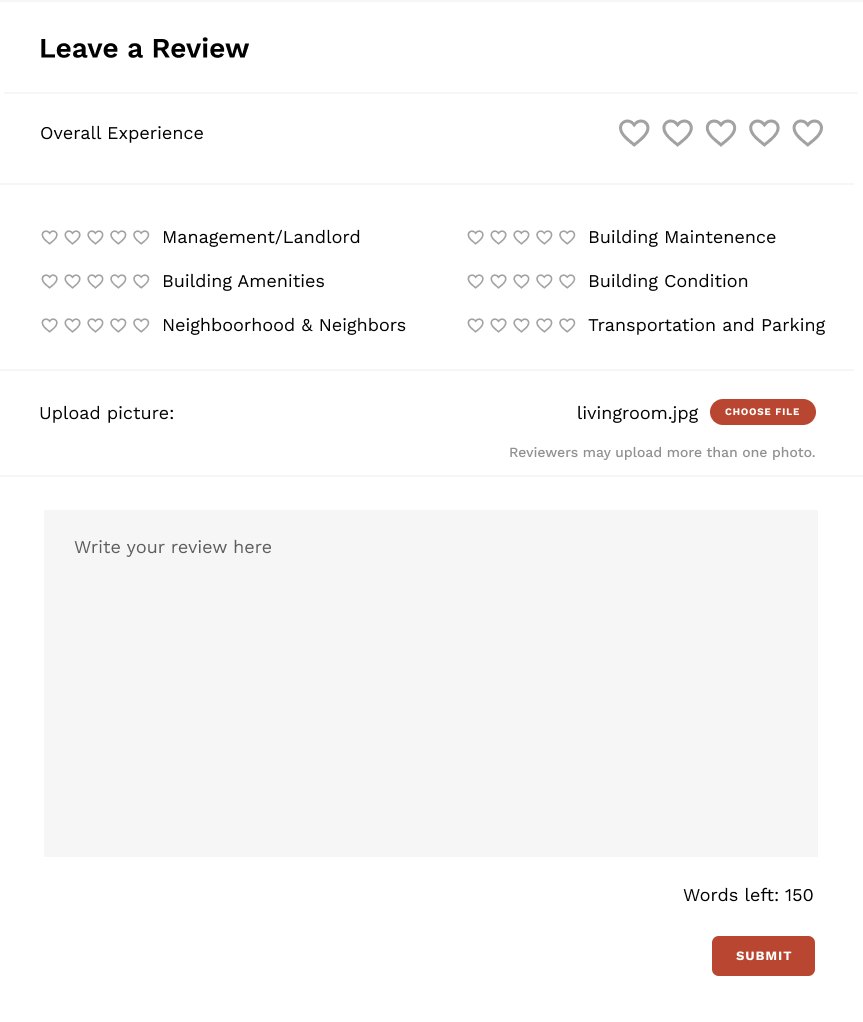 Leave a Review
Overall Experience
Management/Landlord
Building Maintenence
Building Amenities
Building Condition
Neighboorhood & Neighbors
Transportation and Parking
Upload picture:
livingroom.jpg
CHOOSE FILE
Reviewers may upload more than one photo.
Write your review here
Words left: 150
SUBMIT